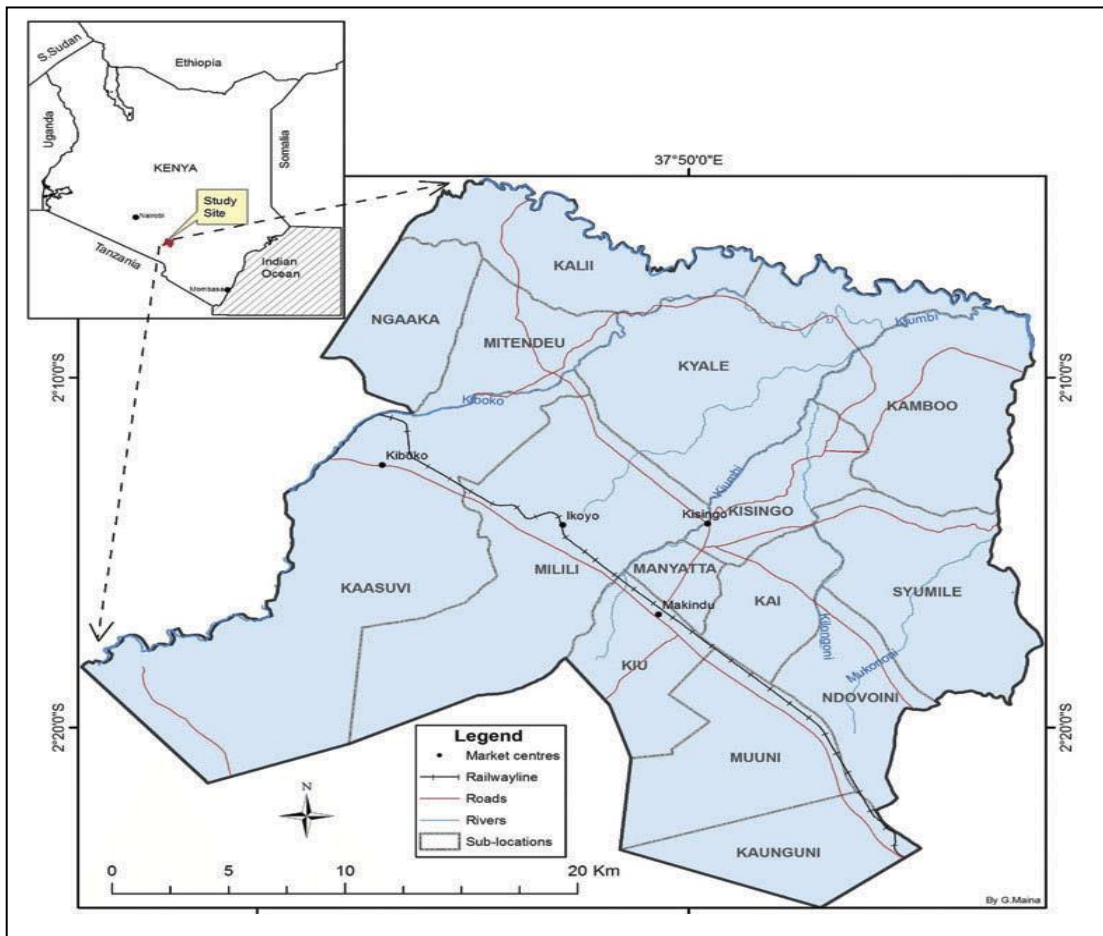 S.Sudan
Ethiopia
Uganda
Somalia
KENYA
Study
Site
Nairobi
Tanzania
Indian
Ocean
Mombasa
37°50'0"E
KALII
NGAAKA
MITENDEU
Kiumbi
KYALE
2°10'0"S
2°10'0"S
Kiboko
KAMBOO
Kiboko
Kiumbi
Ikoyo
Kisingo
KISINGO
MILILI
MANYATTA
KAASUVI
KAI
SYUMILE
Makindu
Kilongoni
KIU
Mukononi
NDOVOINI
2°20'0"S
2°20'0"S
Legend
Market centres
Railwayline
Roads
Rivers
Sub-locations
MUUNI
N
KAUNGUNI
0 5 10 20 Km
By G.Maina